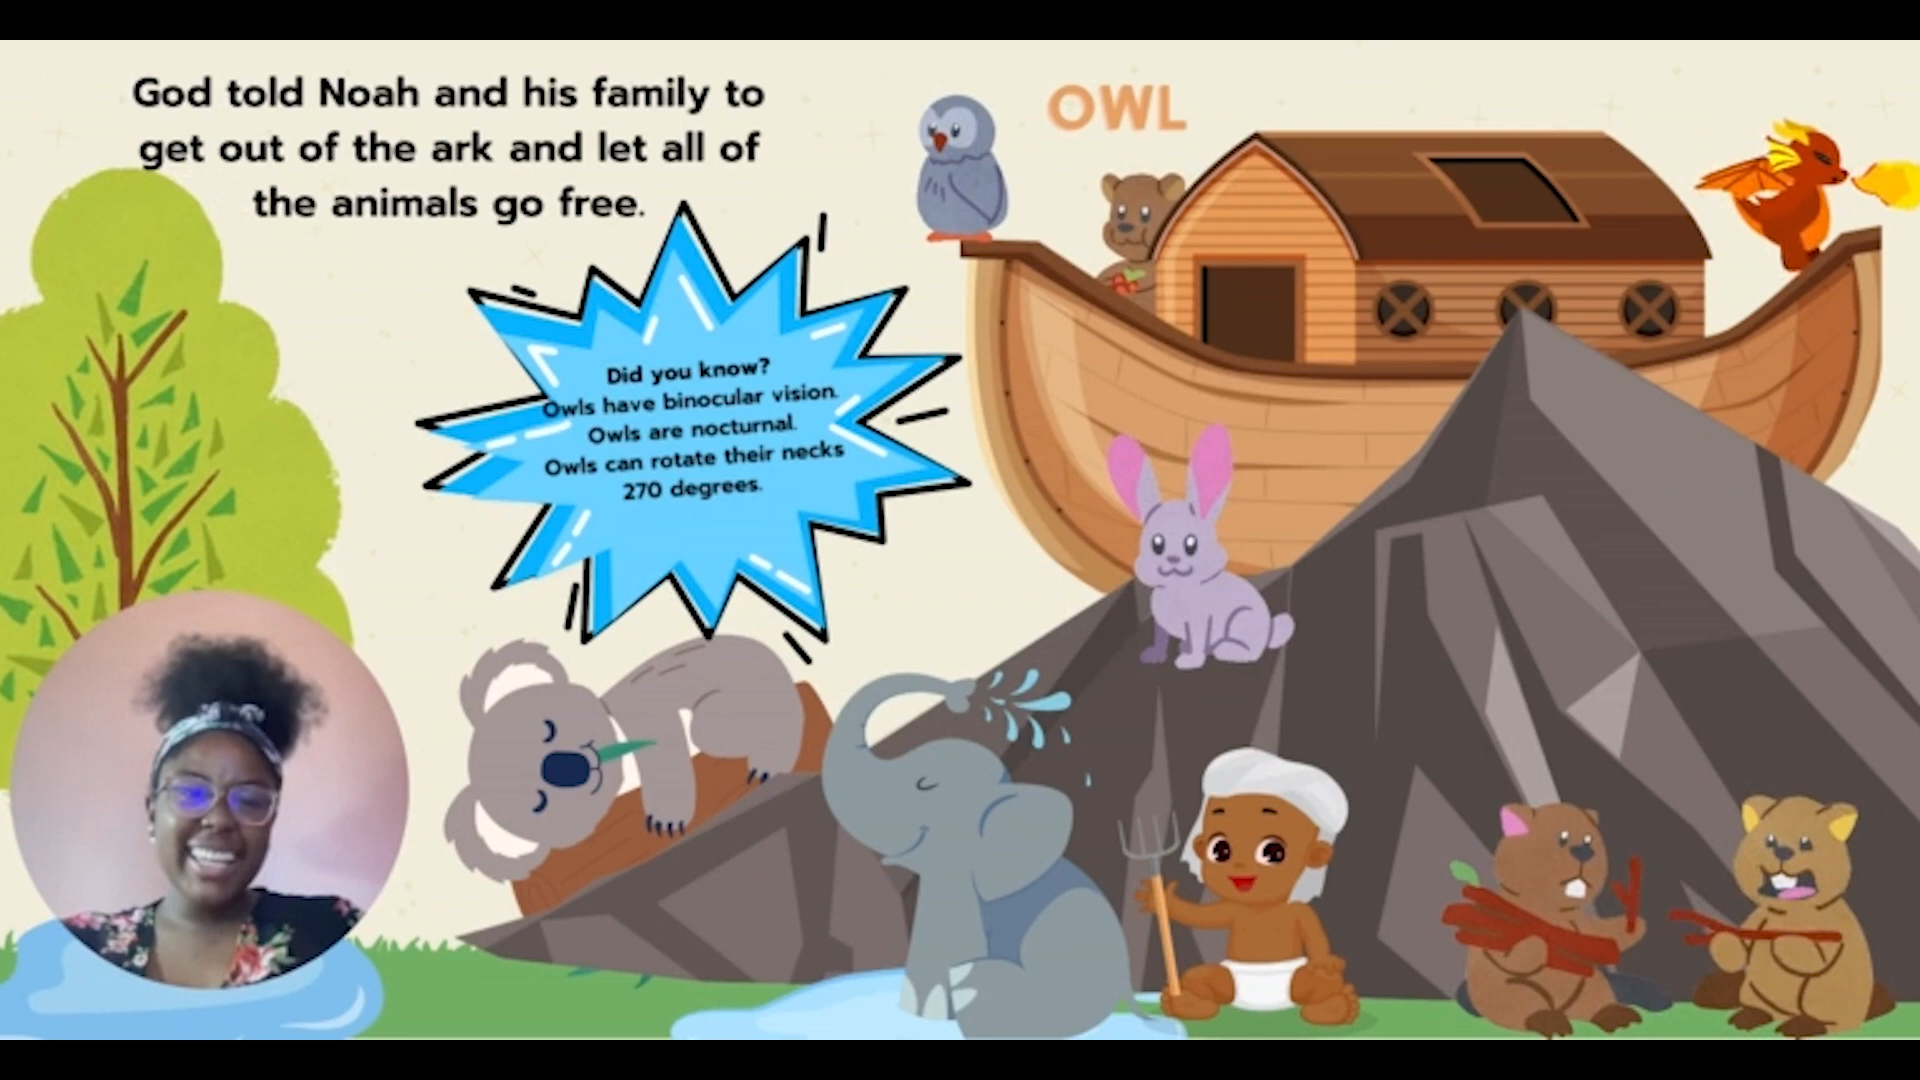 God told Noah and his family to
get out of the ark and let all of
the animals go free.
OWL
Did you know?
Owls have binocular vision.
Owls are nocturnal.
Owls can rotate their necks
270 degrees.